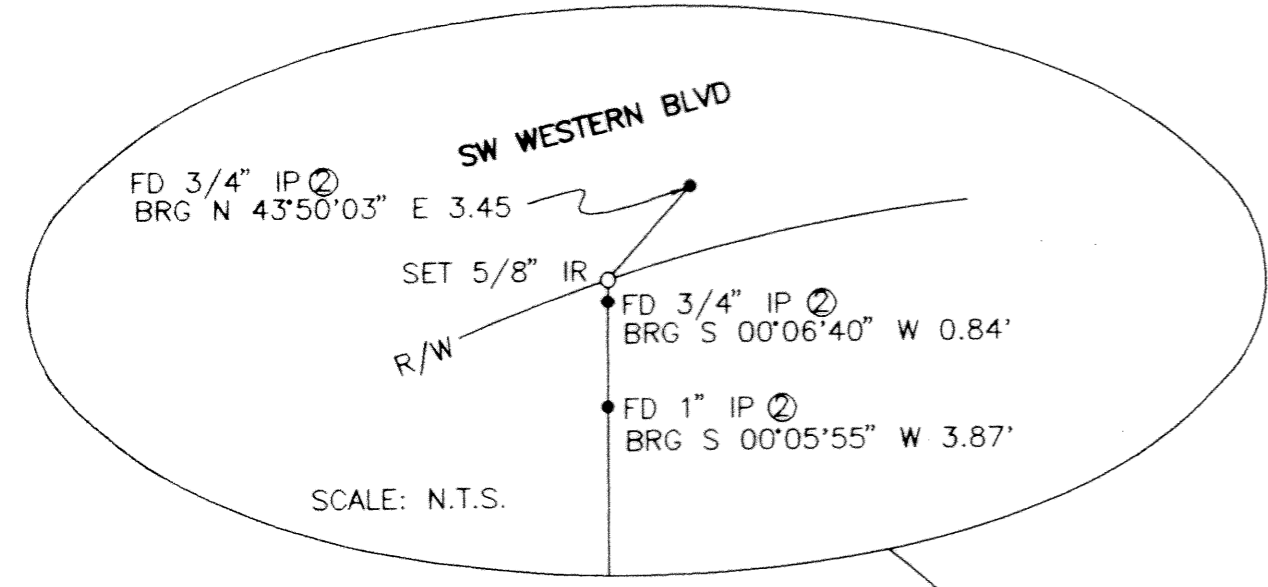 SW WESTERN BLVD
FD 3/4" IP ②
BRG N 43°50'03" E 3.45
SET 5/8" IR
FD 3/4" IP ②
BRG S 00°06'40" W 0.84'
R/W
FD 1" IP ②
BRG S 00°05'55" W 3.87'
SCALE: N.T.S.